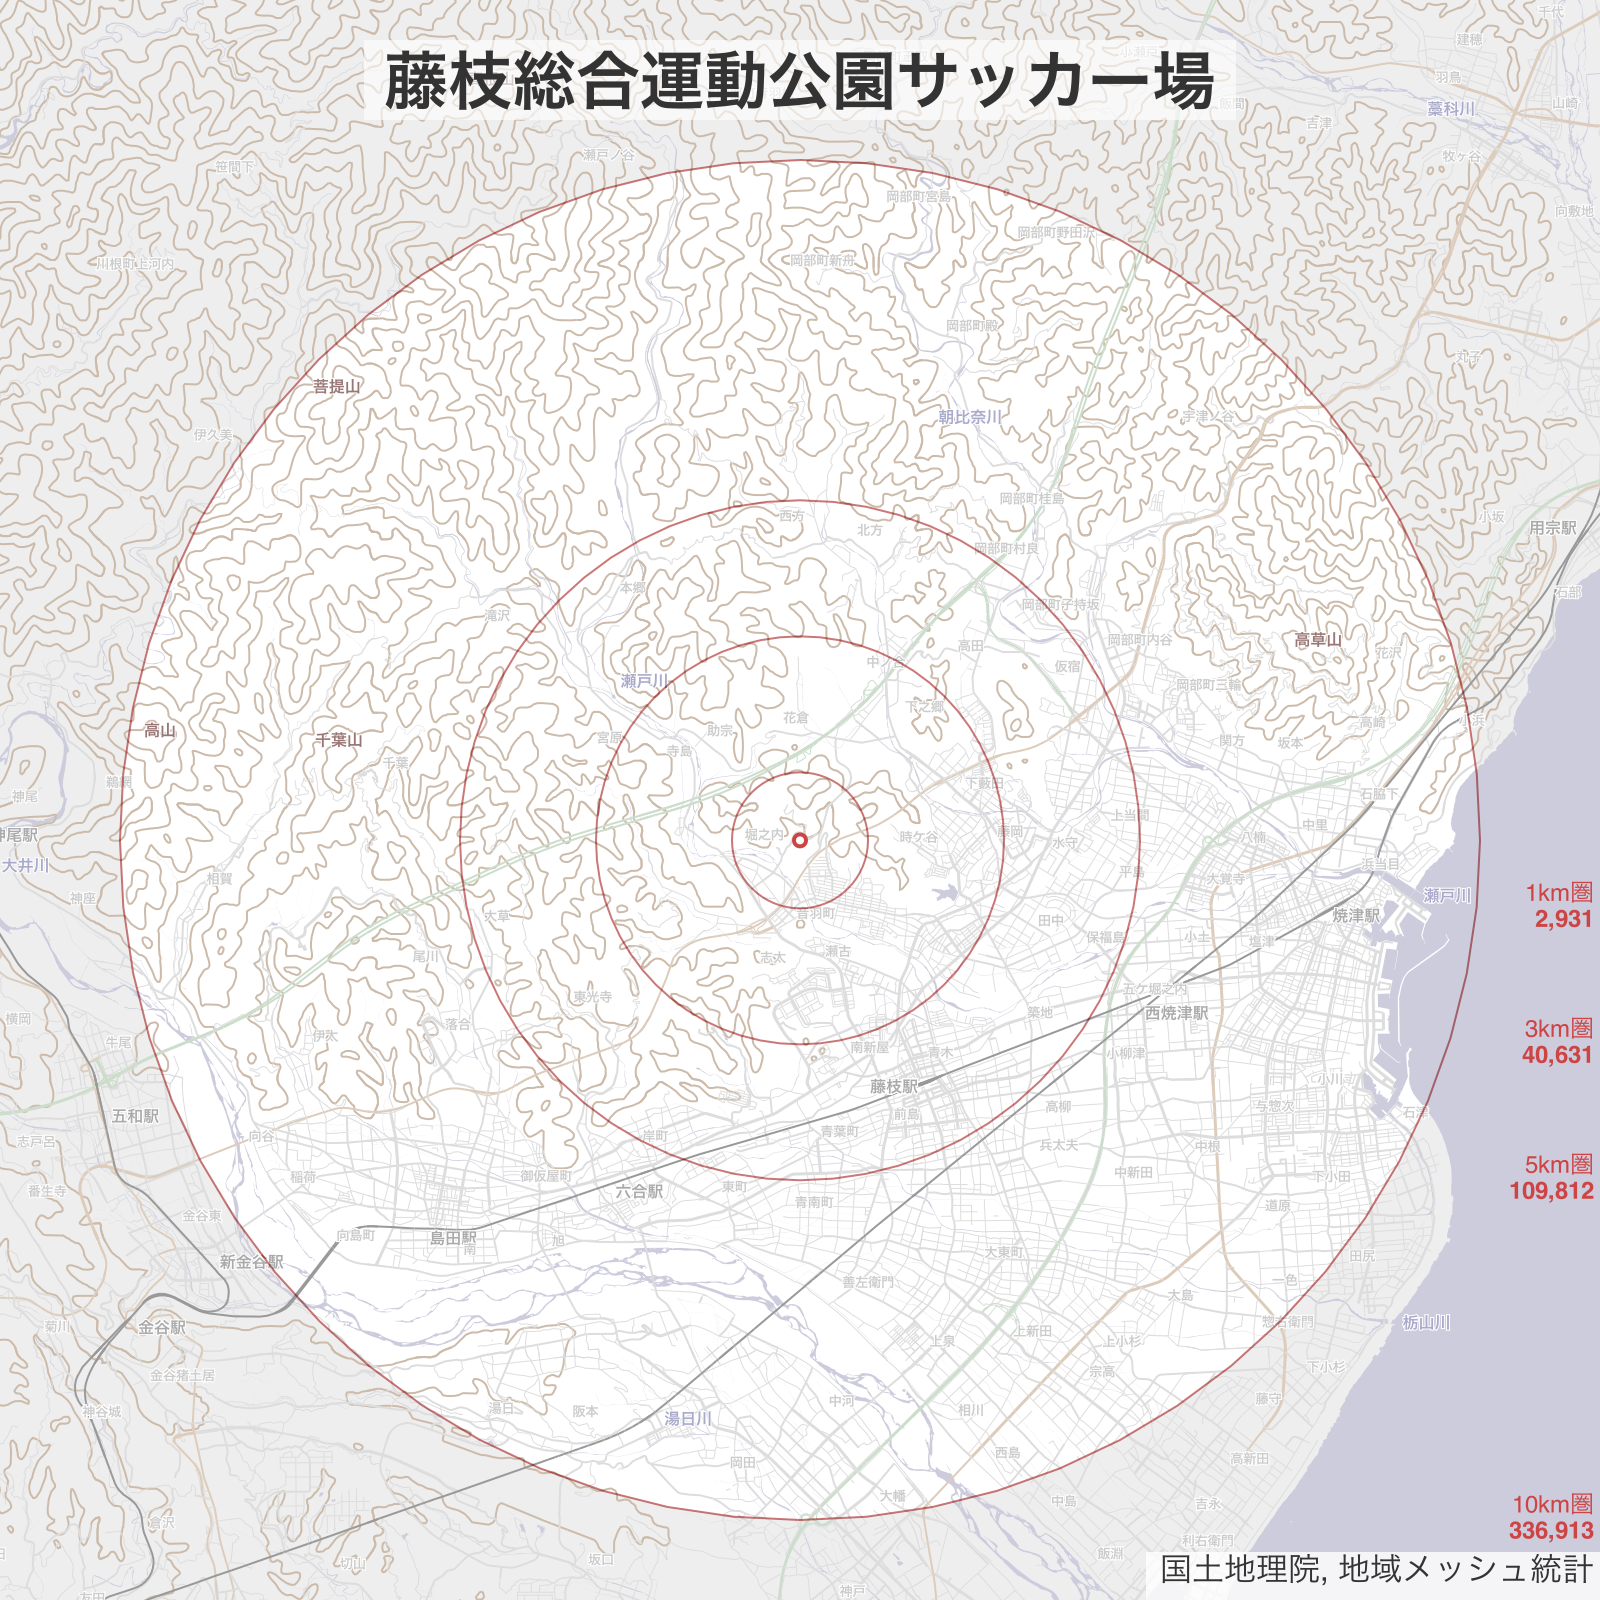 藤枝総合運動公園サッカー場
千代
建穂
羽鳥
藁科川
山崎
飯間
吉津
牧ヶ谷
瀬戸ノ谷
笹間下
岡部町宮島
向敷地
岡部町野田沢
岡部町新舟
川根町上河内
岡部町殿
丸子
菩提山
宇津ノ谷
朝比奈川
伊久美
岡部町桂島
西方
北方
小坂
用宗駅
岡部町村良
本郷
石部
岡部町子持坂
滝沢
高田
岡部町内谷
高草山
花沢
中ノ合
仮宿
瀬戸川
岡部町三輪
下之郷
花倉
高崎
小浜
高山
助宗
千葉山
宮原
関方
坂本
寺島
千葉
鵜網
下藪田
神尾
石脇下
上当間
中里
神尾駅
堀之内
時ケ谷
藤岡
水守
八楠
大井川
浜当目
平島
相賀
大覚寺
1km圏
瀬戸川
神座
2,931
大草
音羽町
田中
焼津駅
保福島
小土
塩津
瀬古
志太
尾川
五ケ堀之内
東光寺
西焼津駅
築地
横岡
落合
3km圏
伊太
牛尾
南新屋
青木
小柳津
40,631
小川
藤枝駅
高柳
与惣次
前島
石津
五和駅
青葉町
向谷
岸町
志戸呂
兵太夫
中根
5km圏
稲荷
御仮屋町
中新田
下小田
109,812
番生寺
六合駅
東町
青南町
道原
金谷東
向島町
島田駅
旭
南
大東町
田尻
新金谷駅
善左衛門
一色
大島
菊川
金谷駅
惣右衛門
栃山川
上新田
上泉
上小杉
下小杉
金谷猪土居
宗高
藤守
中河
湯日
阪本
湯日川
相川
神谷城
西島
岡田
高新田
大幡
中島
吉永
10km圏
倉沢
336,913
利右衛門
飯淵
坂口
切山
国土地理院, 地域メッシュ統計
神戸
友田